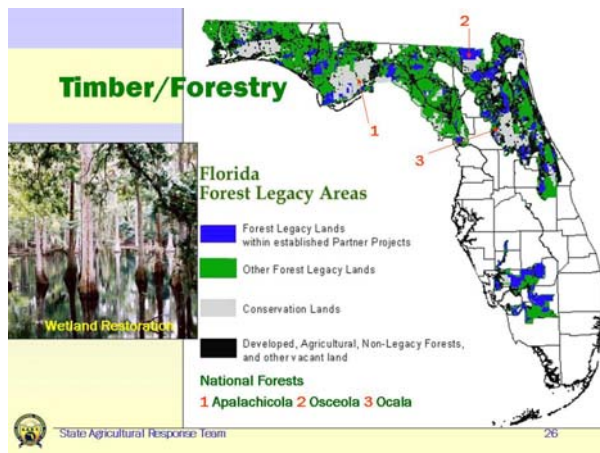 2
Timber/Forestry
1
3
Florida
Forest Legacy Areas
Forest Legacy Lands
within established Partner Projects
Other Forest Legacy Lands
Conservation Lands
Developed, Agricultural, Non-Legacy Forests,
and other vacant land
Wetland Restoration
National Forests
1 Apalachicola 2 Osceola 3 Ocala
State Agricultural Response Team
26